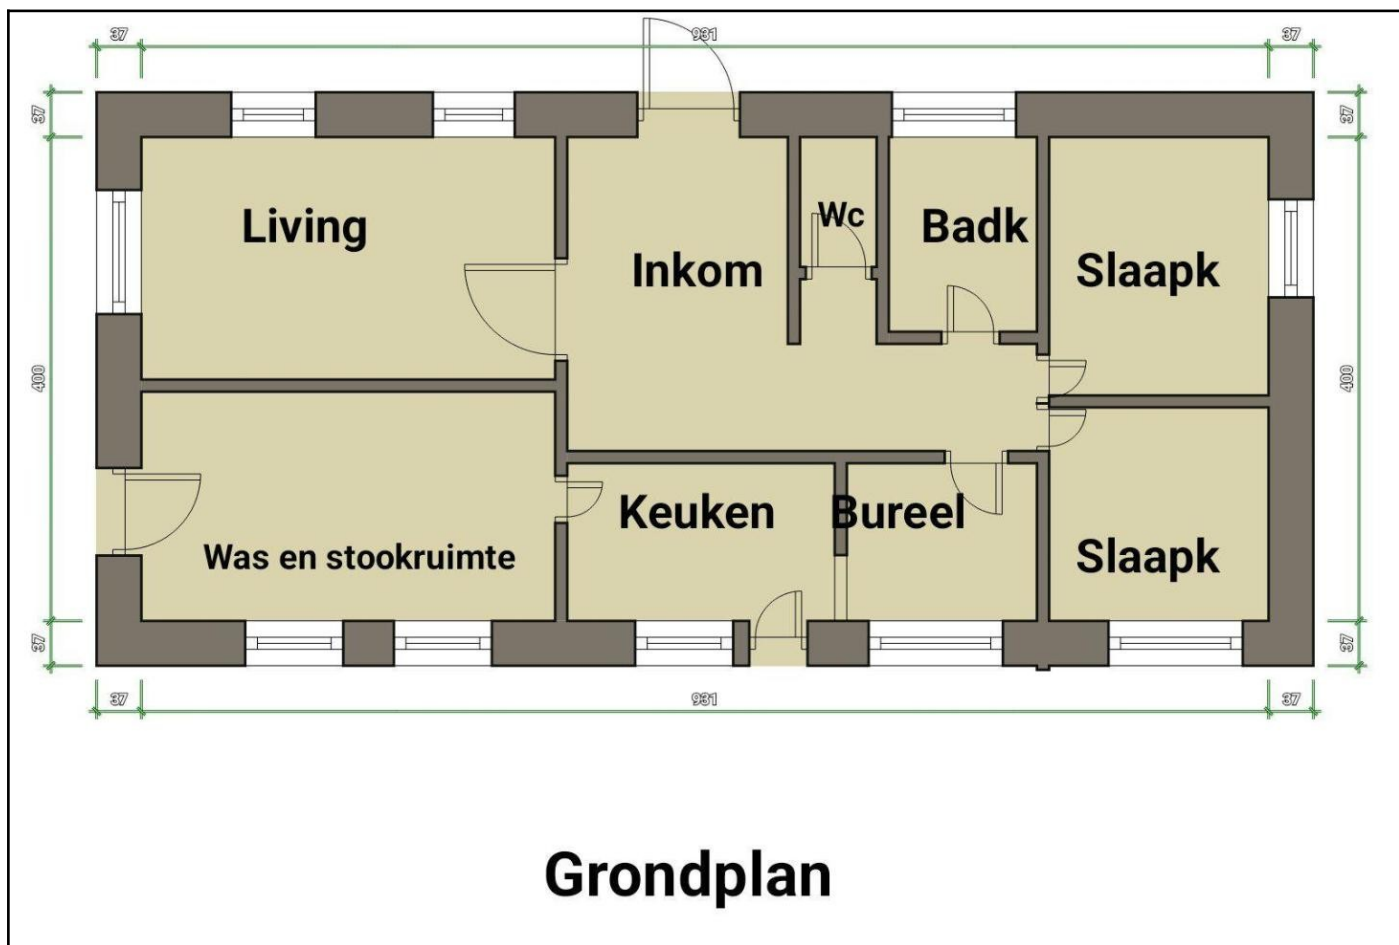 37 931 37
37 37
Living
Wc
Badk
Inkom
Slaapk
400 400
Keuken
Bureel
Was en stookruimte
Slaapk
37 37
37 931 37
Grondplan